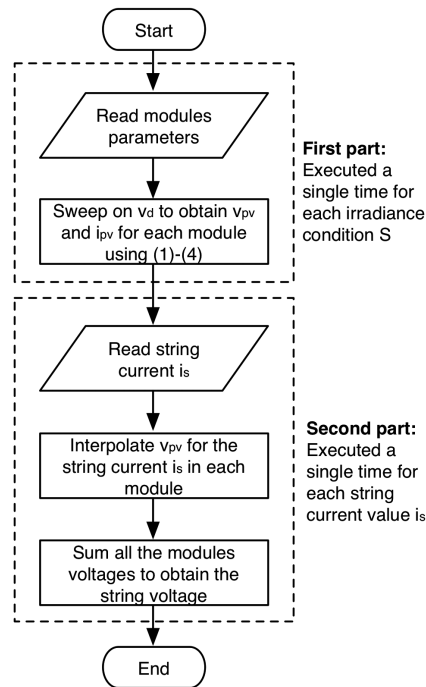 Start
Read modules
parameters
First part:
Executed a
single time for
each irradiance
condition S
Sweep on vd to obtain vpv
and ipv for each module
using (1)-(4)
Read string
current is
Second part:
Executed a
single time for
each string
current value is
Interpolate vpv for the
string current is in each
module
Sum all the modules
voltages to obtain the
string voltage
End